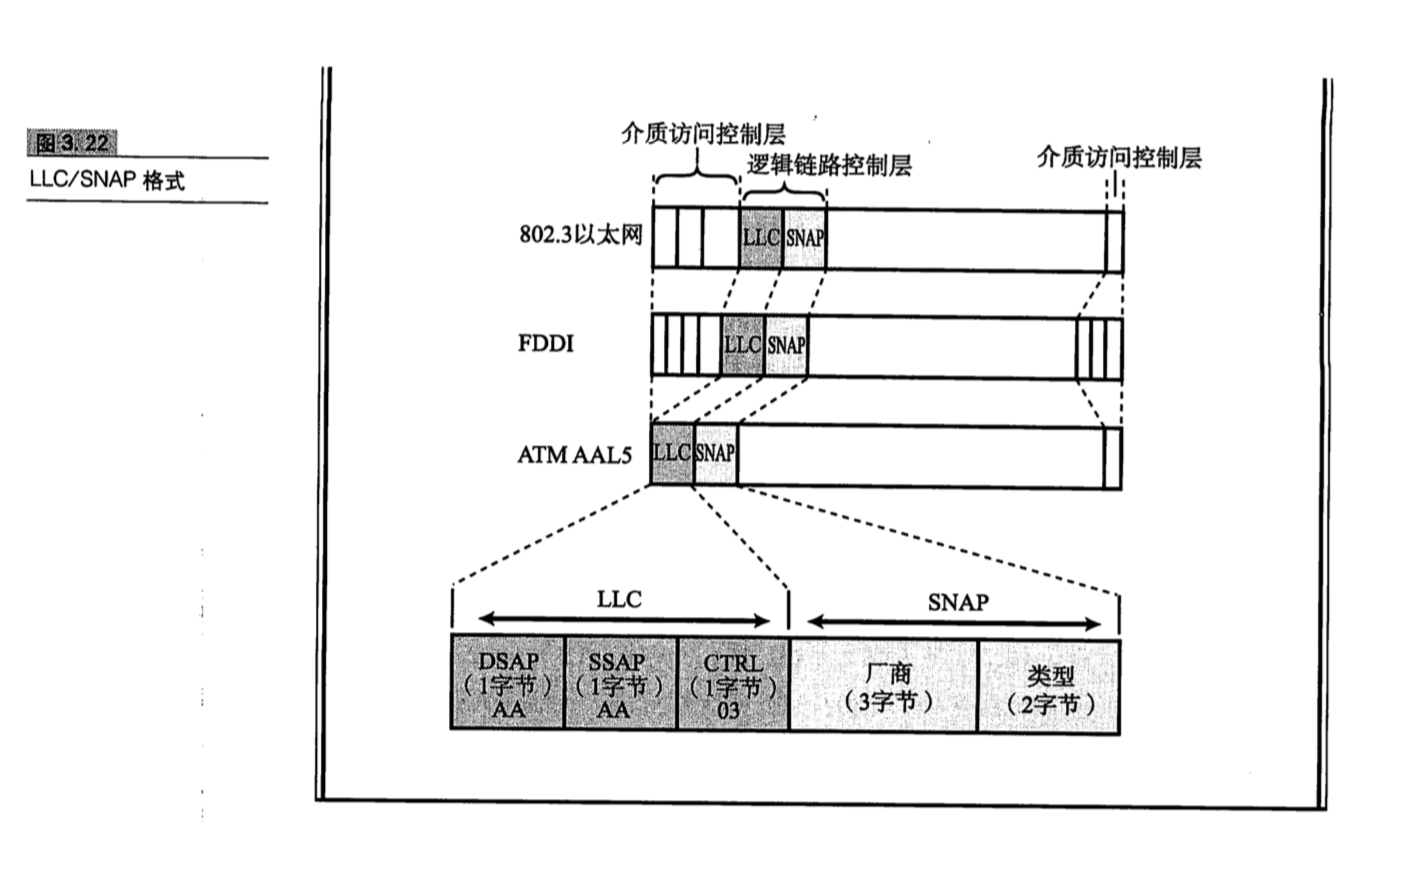 图 3.22
LLC/SNAP 格式
介质访问控制层
逻辑链路控制层
介质访问控制层
802.3以太网
LLC
SNAP
FDDI
LLC
SNAP
ATM AAL5
LLC
SNAP
LLC
SNAP
DSAP
(1字节)
AA
SSAP
(1字节)
AA
CTRL
(1字节)
03
厂商
(3字节)
类型
(2字节)